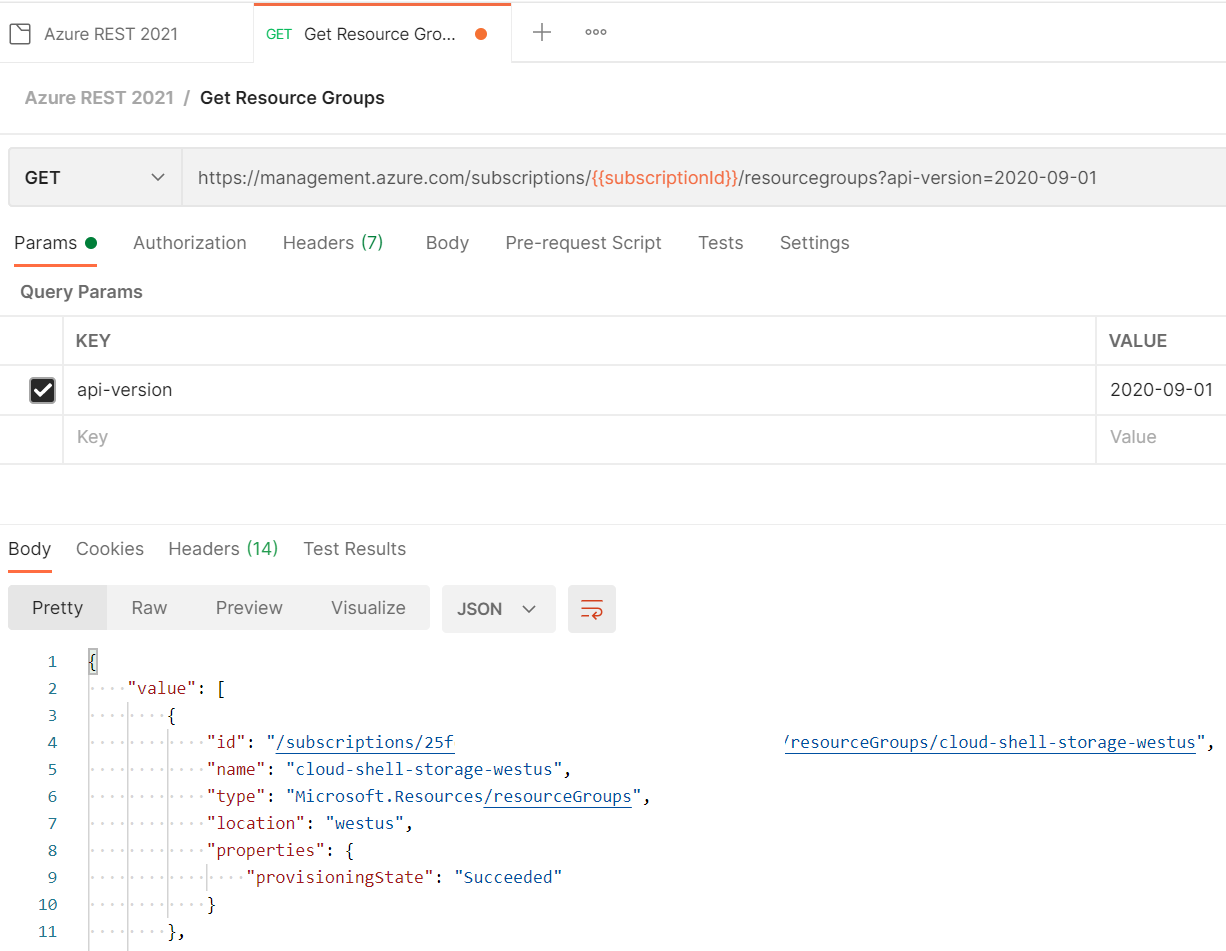 Azure REST 2021 GET Get Resource Gro...
Azure REST 2021 / Get Resource Groups
GET https://management.azure.com/subscriptions/{{subscriptionId}}/resourcegroups?api-version=2020-09-01
Params Authorization Headers (7) Body Pre-request Script Tests Settings
Query Params
KEY VALUE
api-version 2020-09-01
Key Value
Body Cookies Headers (14) Test Results
Pretty Raw Preview Visualize JSON
1 {
2 "value": [
3 {
4 "id": "/subscriptions/25f /resourceGroups/cloud-shell-storage-westus",
5 "name": "cloud-shell-storage-westus",
6 "type": "Microsoft.Resources/resourceGroups",
7 "location": "westus",
8 "properties": {
9 "provisioningState": "Succeeded"
10 }
11 },